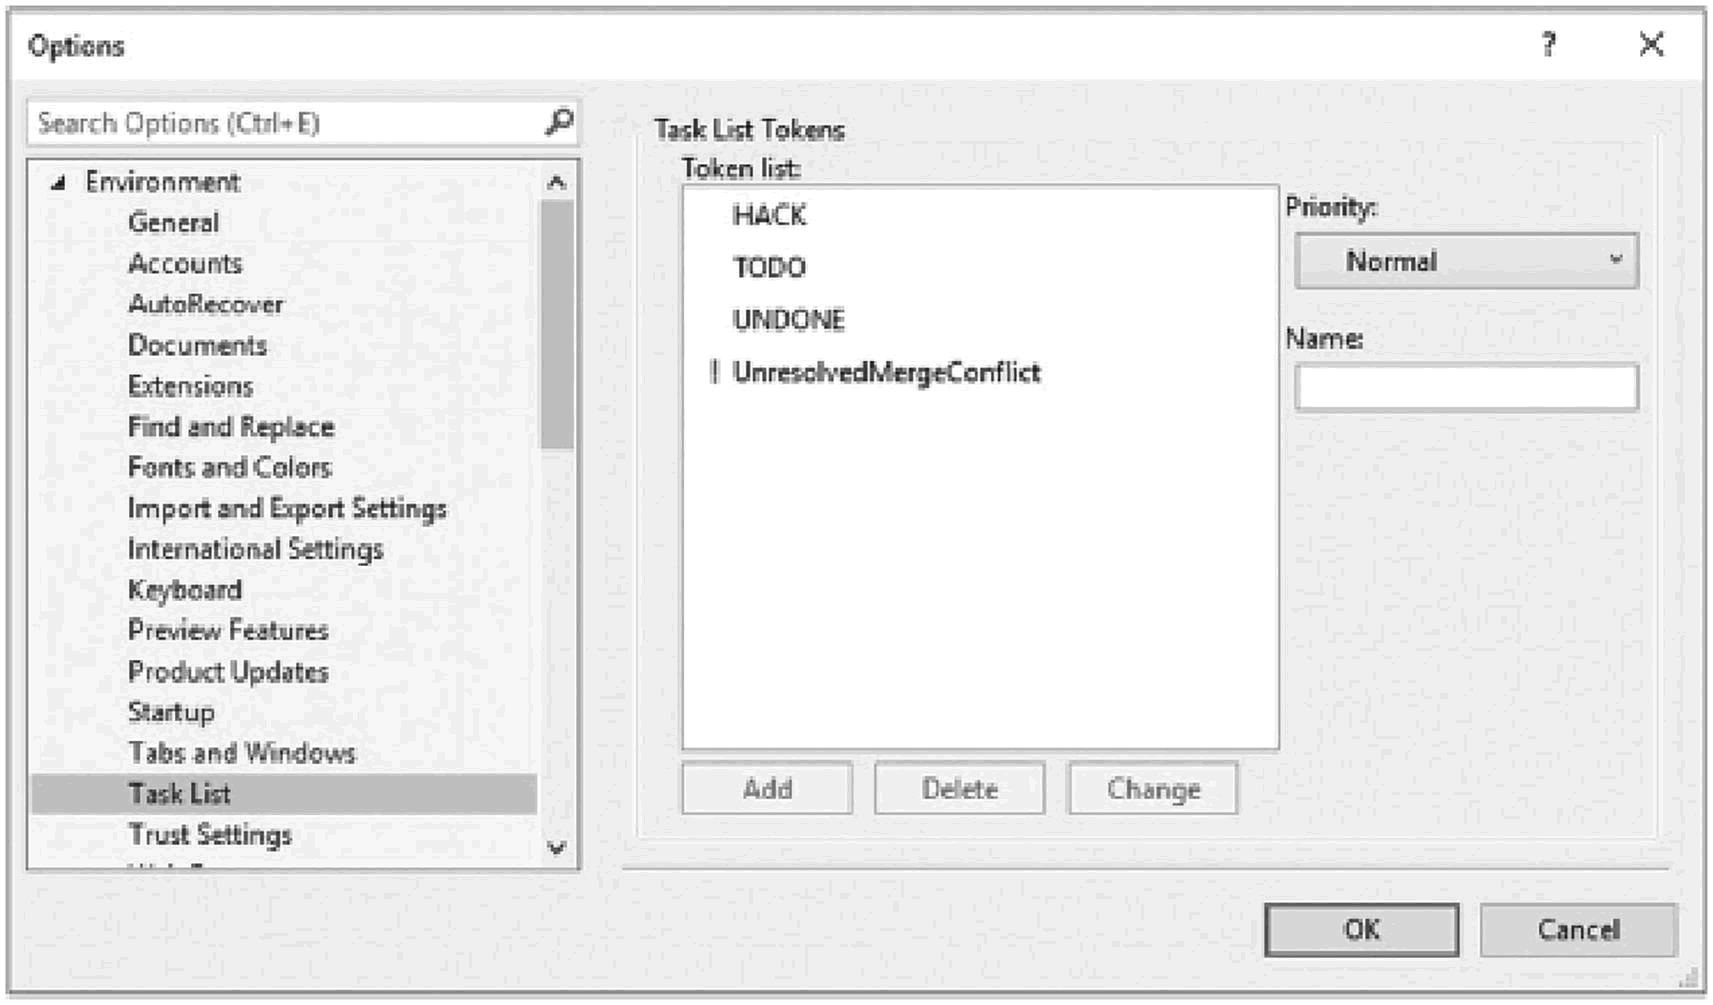 Options
?
Search Options (Ctrl+E)
Environment
General
Accounts
AutoRecover
Documents
Extensions
Find and Replace
Fonts and Colors
Import and Export Settings
International Settings
Keyboard
Preview Features
Product Updates
Startup
Tabs and Windows
Task List
Trust Settings
Task List Tokens
Token list:
HACK
TODO
UNDONE
! UnresolvedMergeConflict
Priority:
Normal
Name:
Add
Delete
Change
OK
Cancel